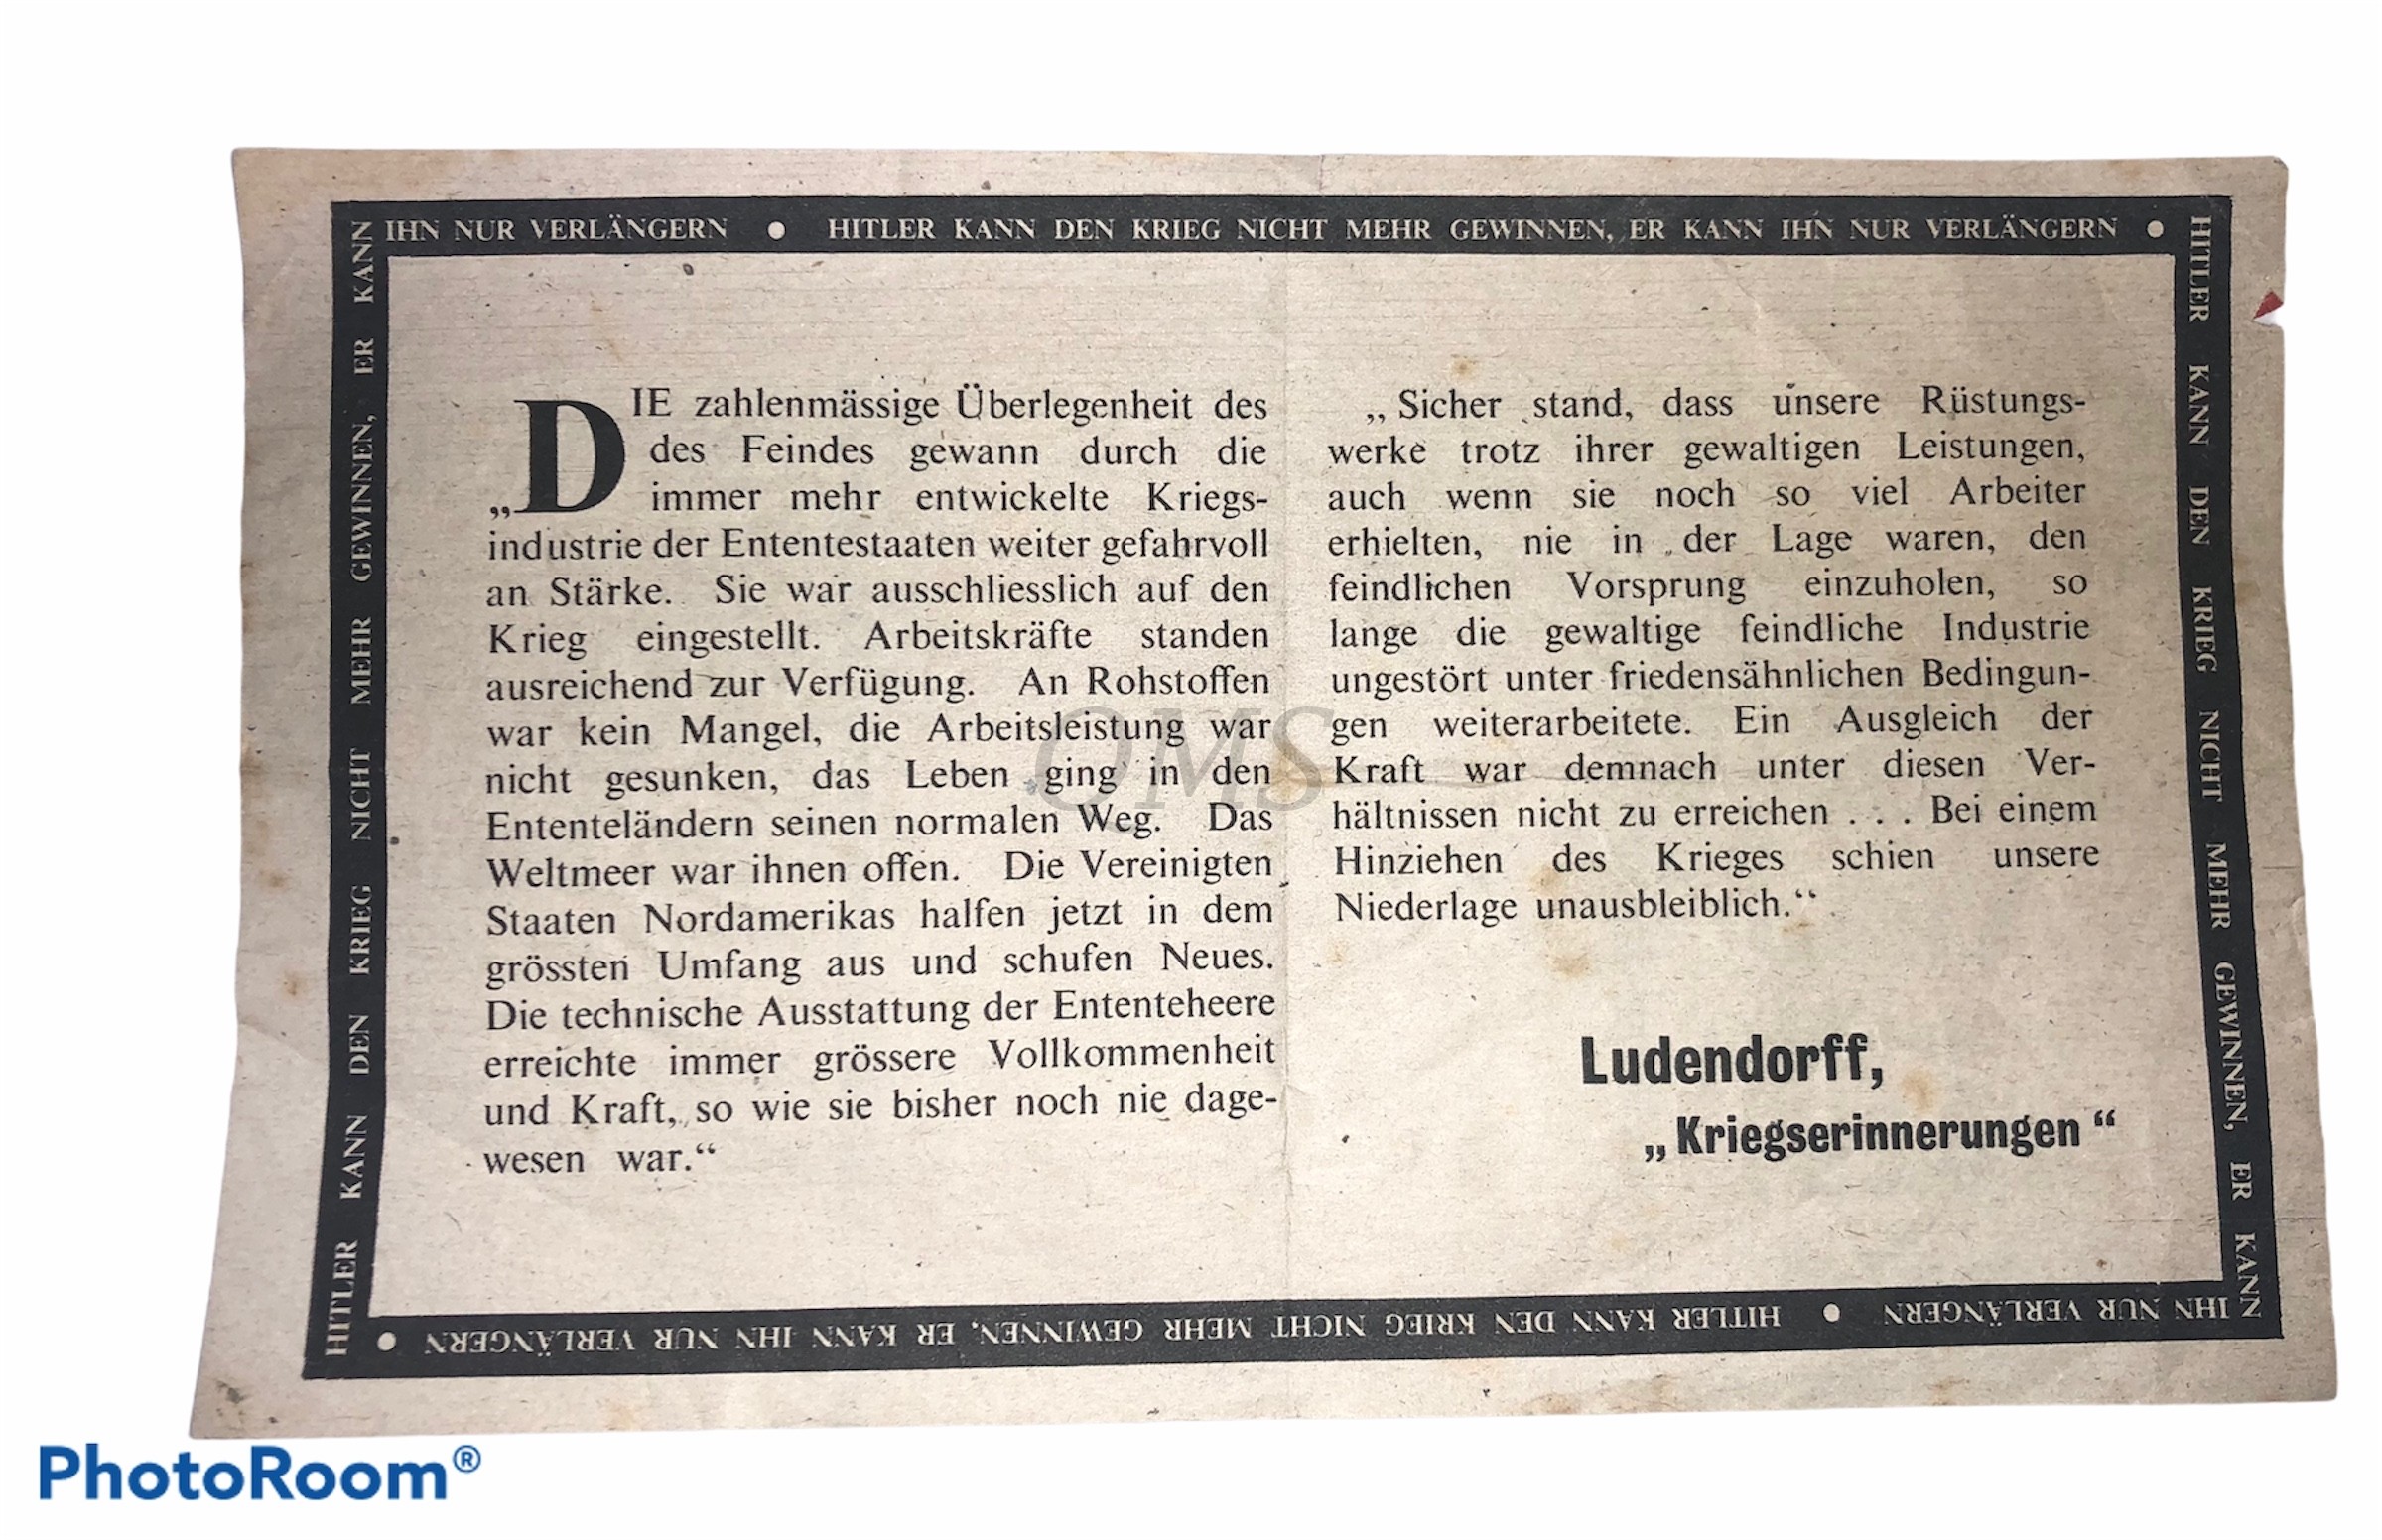 IHN NUR VERLÄNGERN • HITLER KANN DEN KRIEG NICHT MEHR GEWINNEN, ER KANN IHN NUR VERLÄNGERN •
HITLER KANN DEN KRIEG NICHT MEHR GEWINNEN, ER KANN
IHN NUR VERLÄNGERN • HITLER KANN DEN KRIEG NICHT MEHR GEWINNEN, ER KANN IHN NUR VERLÄNGERN •
HITLER KANN DEN KRIEG NICHT MEHR GEWINNEN, ER KANN
„DIE zahlenmässige Überlegenheit des
des Feindes gewann durch die
immer mehr entwickelte Kriegs-
industrie der Ententestaaten weiter gefahrvoll
an Stärke. Sie war ausschliesslich auf den
Krieg eingestellt. Arbeitskräfte standen
ausreichend zur Verfügung. An Rohstoffen
war kein Mangel, die Arbeitsleistung war
nicht gesunken, das Leben ging in den
Ententeländern seinen normalen Weg. Das
Weltmeer war ihnen offen. Die Vereinigten
Staaten Nordamerikas halfen jetzt in dem
grössten Umfang aus und schufen Neues.
Die technische Ausstattung der Ententeheere
erreichte immer grössere Vollkommenheit
und Kraft, so wie sie bisher noch nie dage-
wesen war.“
„Sicher stand, dass unsere Rüstungs-
werke trotz ihrer gewaltigen Leistungen,
auch wenn sie noch so viel Arbeiter
erhielten, nie in der Lage waren, den
feindlichen Vorsprung einzuholen, so
lange die gewaltige feindliche Industrie
ungestört unter friedensähnlichen Bedingun-
gen weiterarbeitete. Ein Ausgleich der
Kraft war demnach unter diesen Ver-
hältnissen nicht zu erreichen . . . Bei einem
Hinziehen des Krieges schien unsere
Niederlage unausbleiblich.“
Ludendorff,
„Kriegserinnerungen“
QMS
PhotoRoom®